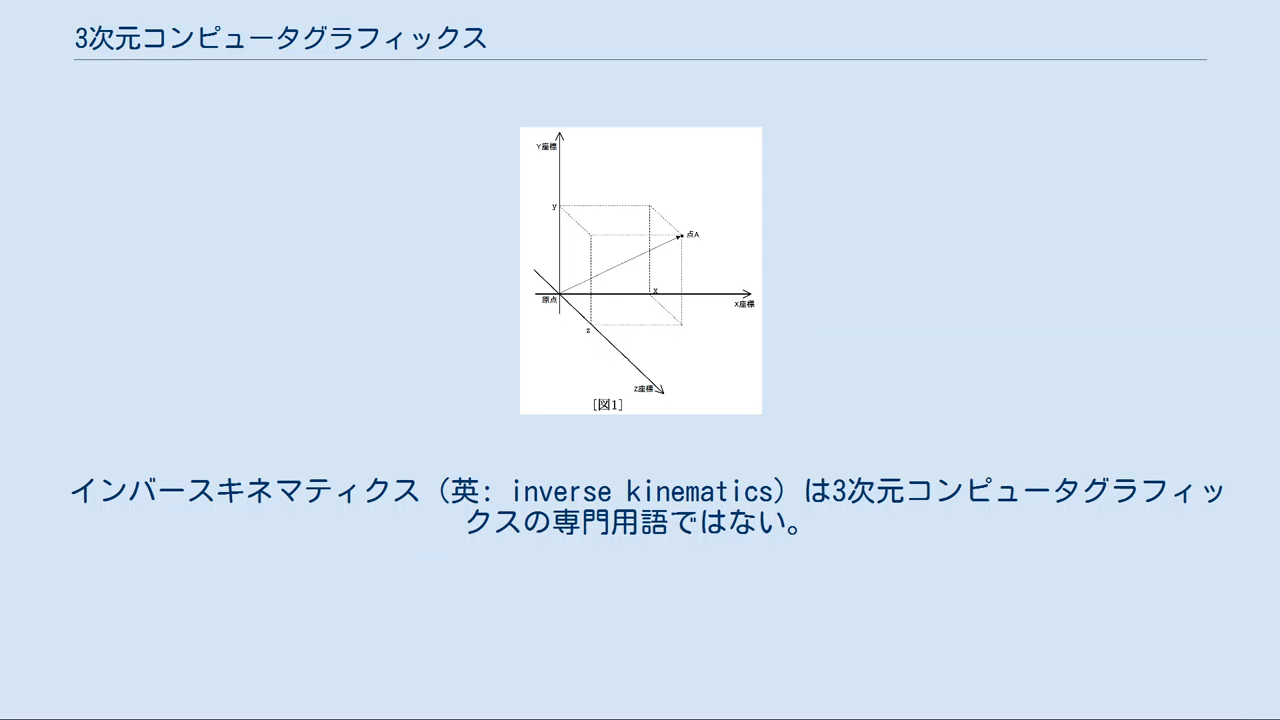 3次元コンピュータグラフィックス
Y座標
y
点A
x
原点
X座標
z
Z座標
[図1]
インバースキネマティクス（英: inverse kinematics）は3次元コンピュータグラフィッ
クスの専門用語ではない。